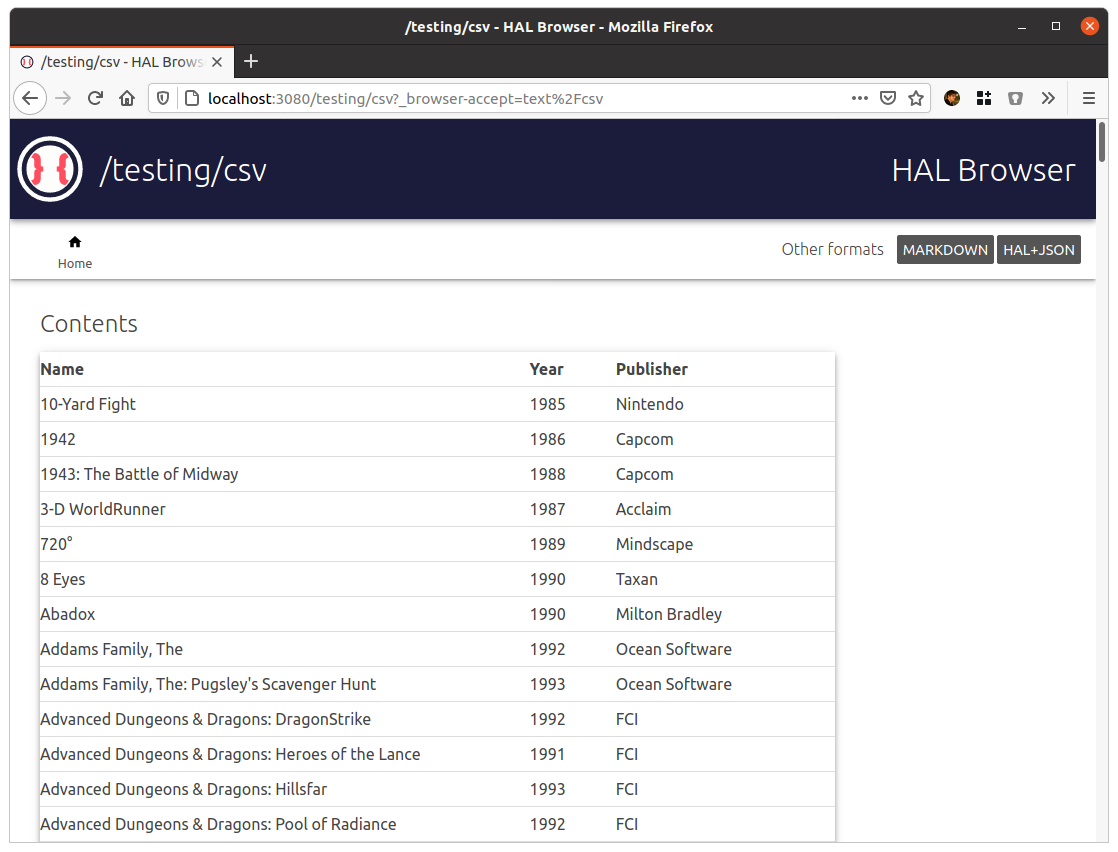 /testing/csv - HAL Browser - Mozilla Firefox
/testing/csv - HAL Brows
localhost:3080/testing/csv?_browser-accept=text%2Fcsv
/testing/csv HAL Browser
Home Other formats MARKDOWN HAL+JSON
Contents
Name Year Publisher
10-Yard Fight 1985 Nintendo
1942 1986 Capcom
1943: The Battle of Midway 1988 Capcom
3-D WorldRunner 1987 Acclaim
720° 1989 Mindscape
8 Eyes 1990 Taxan
Abadox 1990 Milton Bradley
Addams Family, The 1992 Ocean Software
Addams Family, The: Pugsley's Scavenger Hunt 1993 Ocean Software
Advanced Dungeons & Dragons: DragonStrike 1992 FCI
Advanced Dungeons & Dragons: Heroes of the Lance 1991 FCI
Advanced Dungeons & Dragons: Hillsfar 1993 FCI
Advanced Dungeons & Dragons: Pool of Radiance 1992 FCI